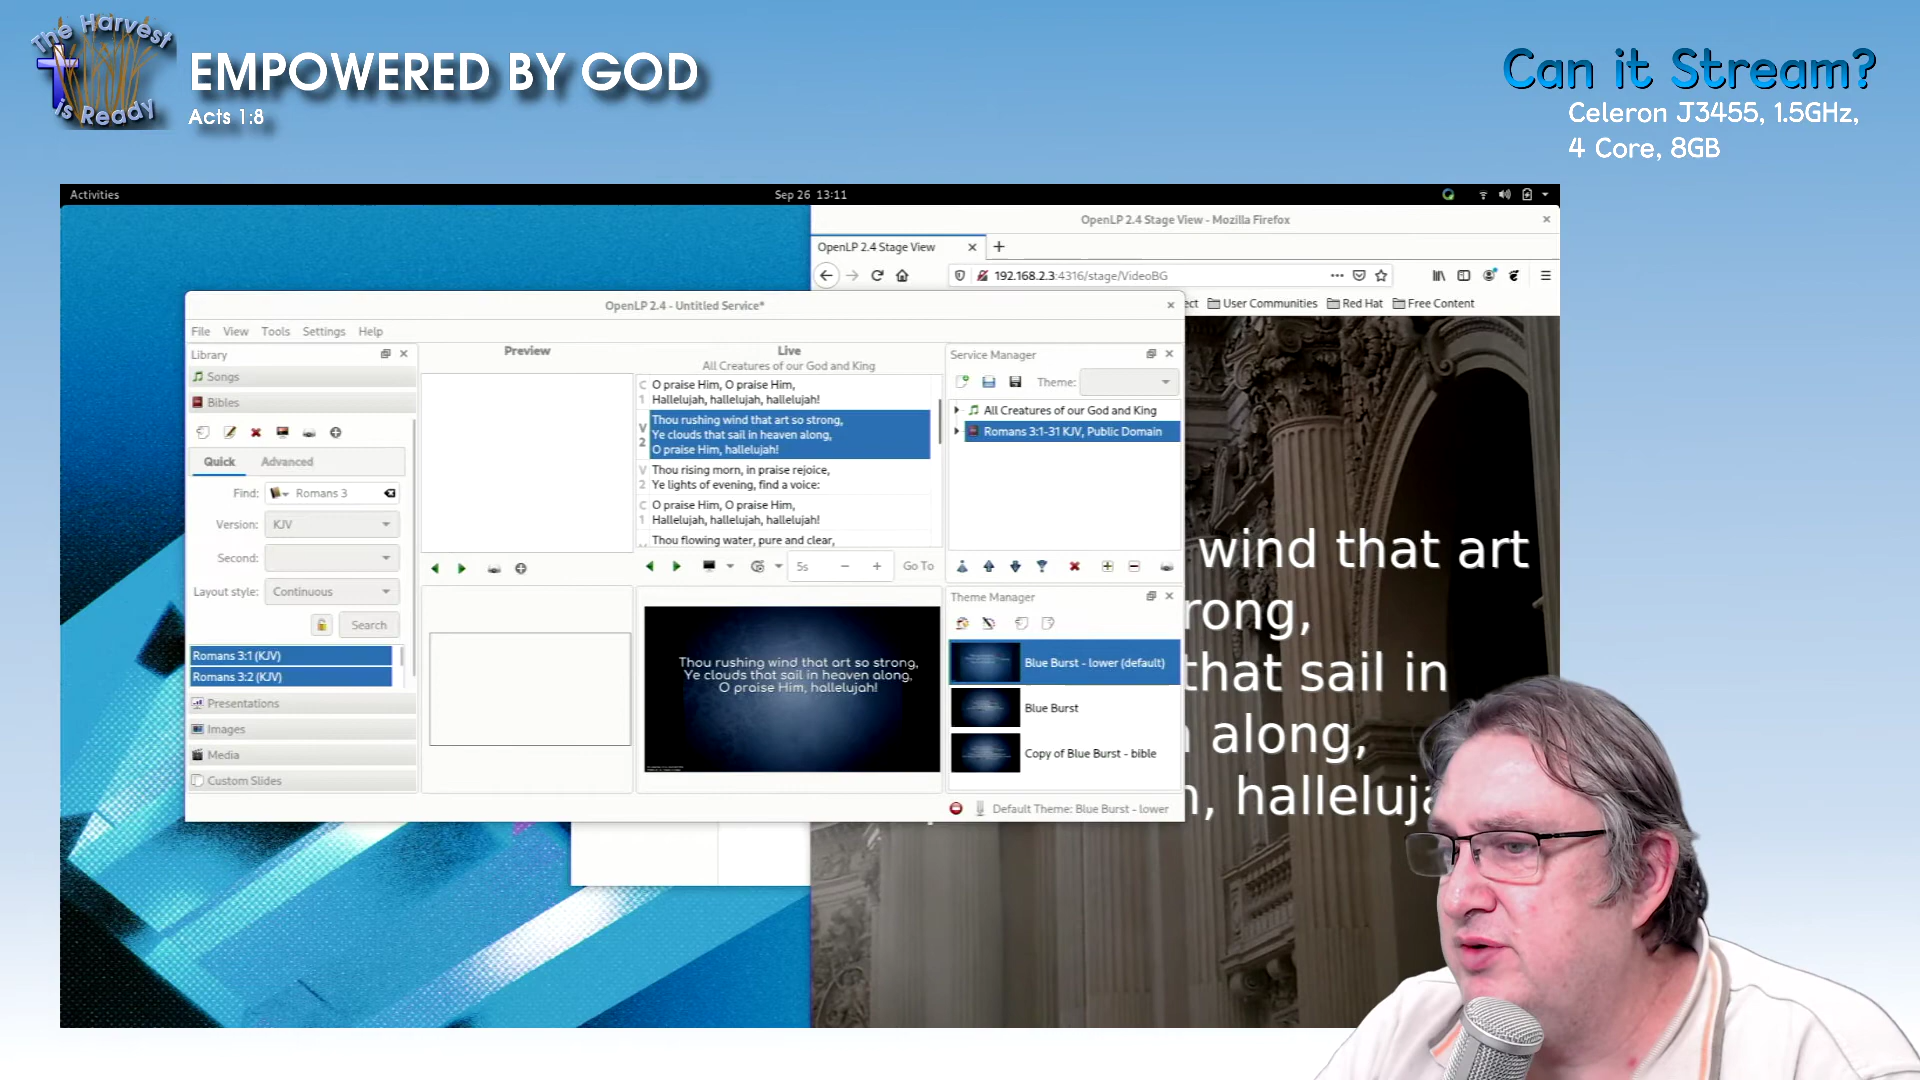 The Harvest
is Ready
EMPOWERED BY GOD
Acts 1:8
Can it Stream?
Celeron J3455, 1.5GHz,
4 Core, 8GB
Activities
Sep 26 13:11
OpenLP 2.4 Stage View - Mozilla Firefox
OpenLP 2.4 Stage View
192.168.2.3:4316/stage/VideoBG
ect
User Communities
Red Hat
Free Content
OpenLP 2.4 - Untitled Service*
File View Tools Settings Help
Library
Songs
Bibles
Quick Advanced
Find: Romans 3
Version: KJV
Second:
Layout style: Continuous
Search
Romans 3:1 (KJV)
Romans 3:2 (KJV)
Presentations
Images
Media
Custom Slides
Preview
Live
All Creatures of our God and King
C O praise Him, O praise Him,
1 Hallelujah, hallelujah, hallelujah!
Thou rushing wind that art so strong,
V Ye clouds that sail in heaven along,
2 O praise Him, hallelujah!
V Thou rising morn, in praise rejoice,
2 Ye lights of evening, find a voice:
C O praise Him, O praise Him,
1 Hallelujah, hallelujah, hallelujah!
Thou flowing water, pure and clear,
5s
Go To
Thou rushing wind that art so strong,
Ye clouds that sail in heaven along,
O praise Him, hallelujah!
Service Manager
Theme:
All Creatures of our God and King
Romans 3:1-31 KJV, Public Domain
Theme Manager
Blue Burst - lower (default)
Blue Burst
Copy of Blue Burst - bible
Default Theme: Blue Burst - lower
wind that art
rong,
that sail in
along,
, halleluja